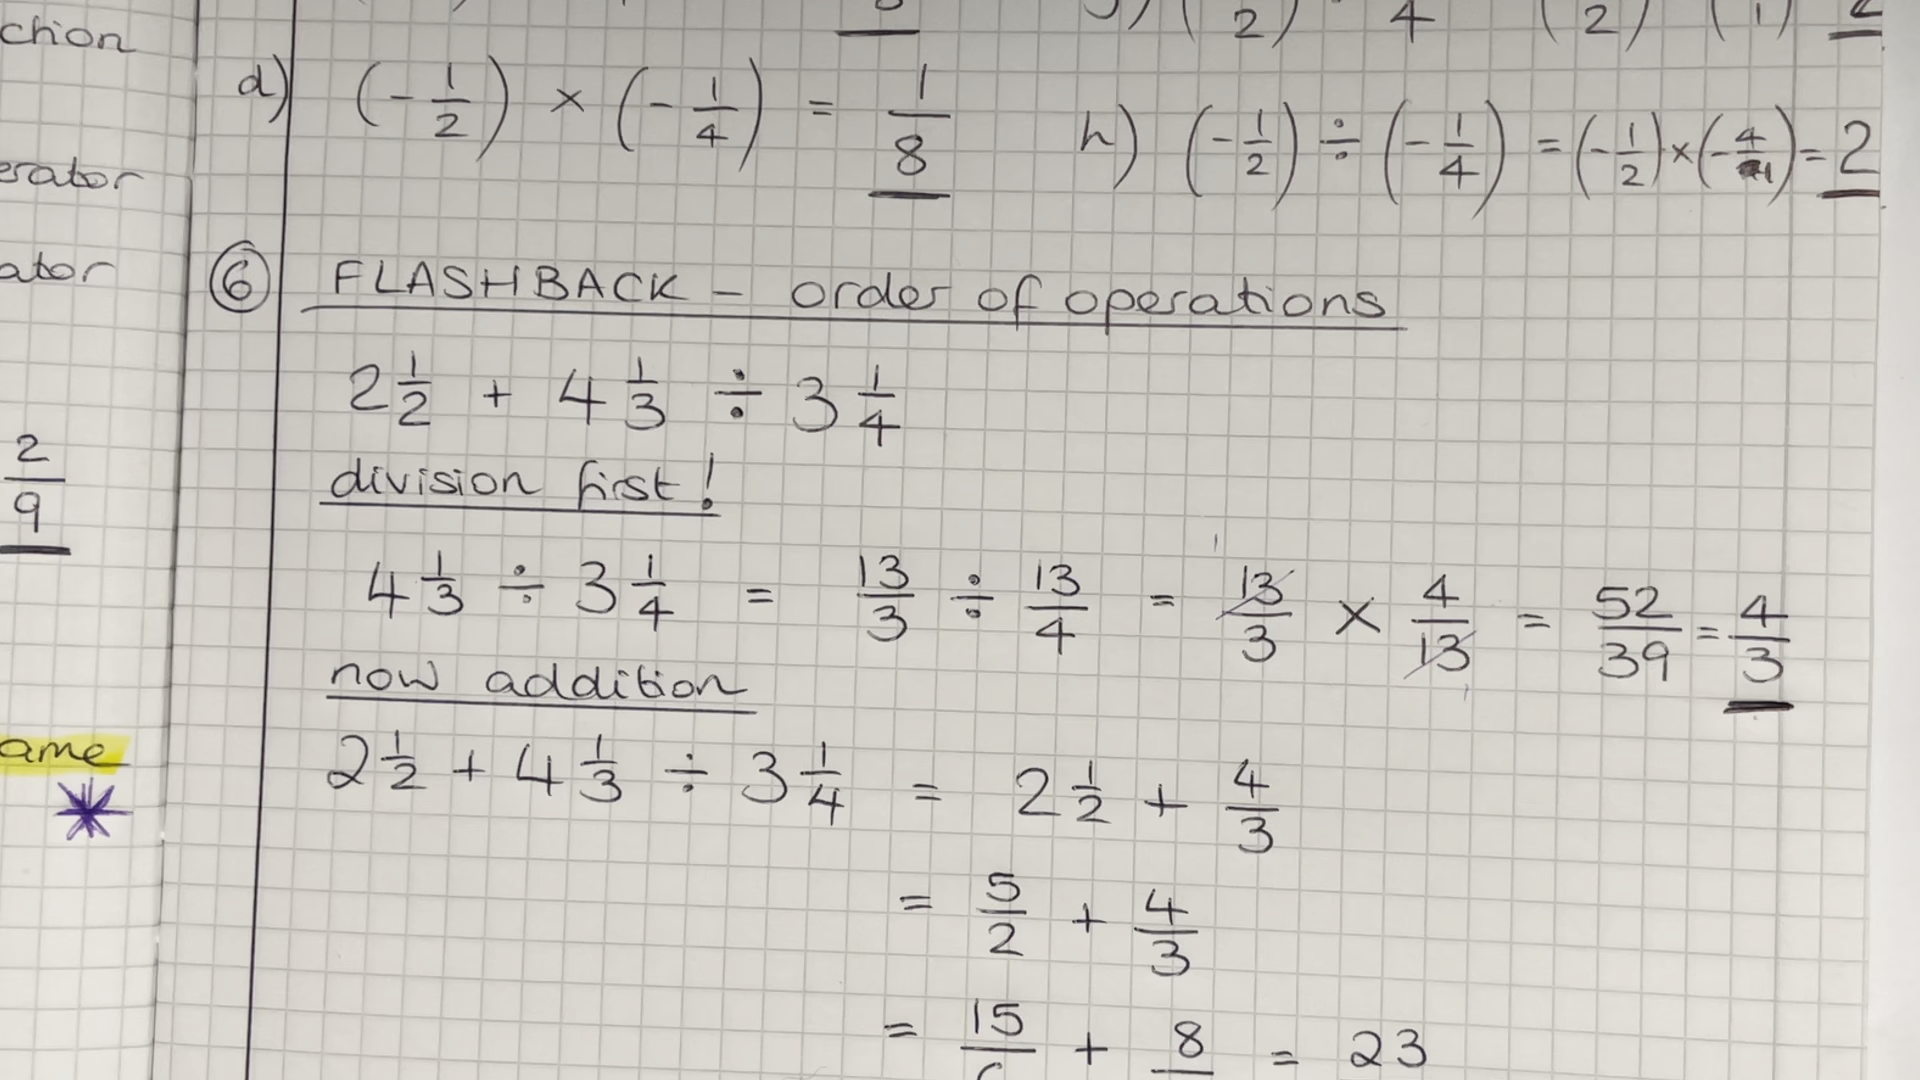 ction
erator
ator
2/9
ame
d) (-1/2) × (-1/4) = 1/8
h) (-1/2) ÷ (-1/4) = (-1/2) × (-4/1) = 2
⑥ FLASHBACK - order of operations
2 1/2 + 4 1/3 ÷ 3 1/4
division first!
4 1/3 ÷ 3 1/4 = 13/3 ÷ 13/4 = 13/3 × 4/13 = 52/39 = 4/3
now addition
2 1/2 + 4 1/3 ÷ 3 1/4 = 2 1/2 + 4/3
= 5/2 + 4/3
= 15 + 8 = 23